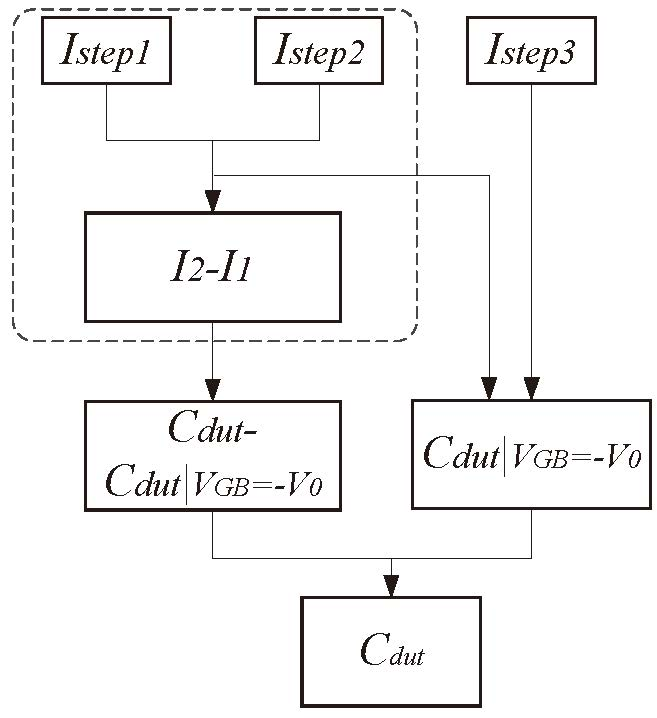 Istep1
Istep2
Istep3
I2-I1
Cdut-
Cdut|VGB=-V0
Cdut|VGB=-V0
Cdut